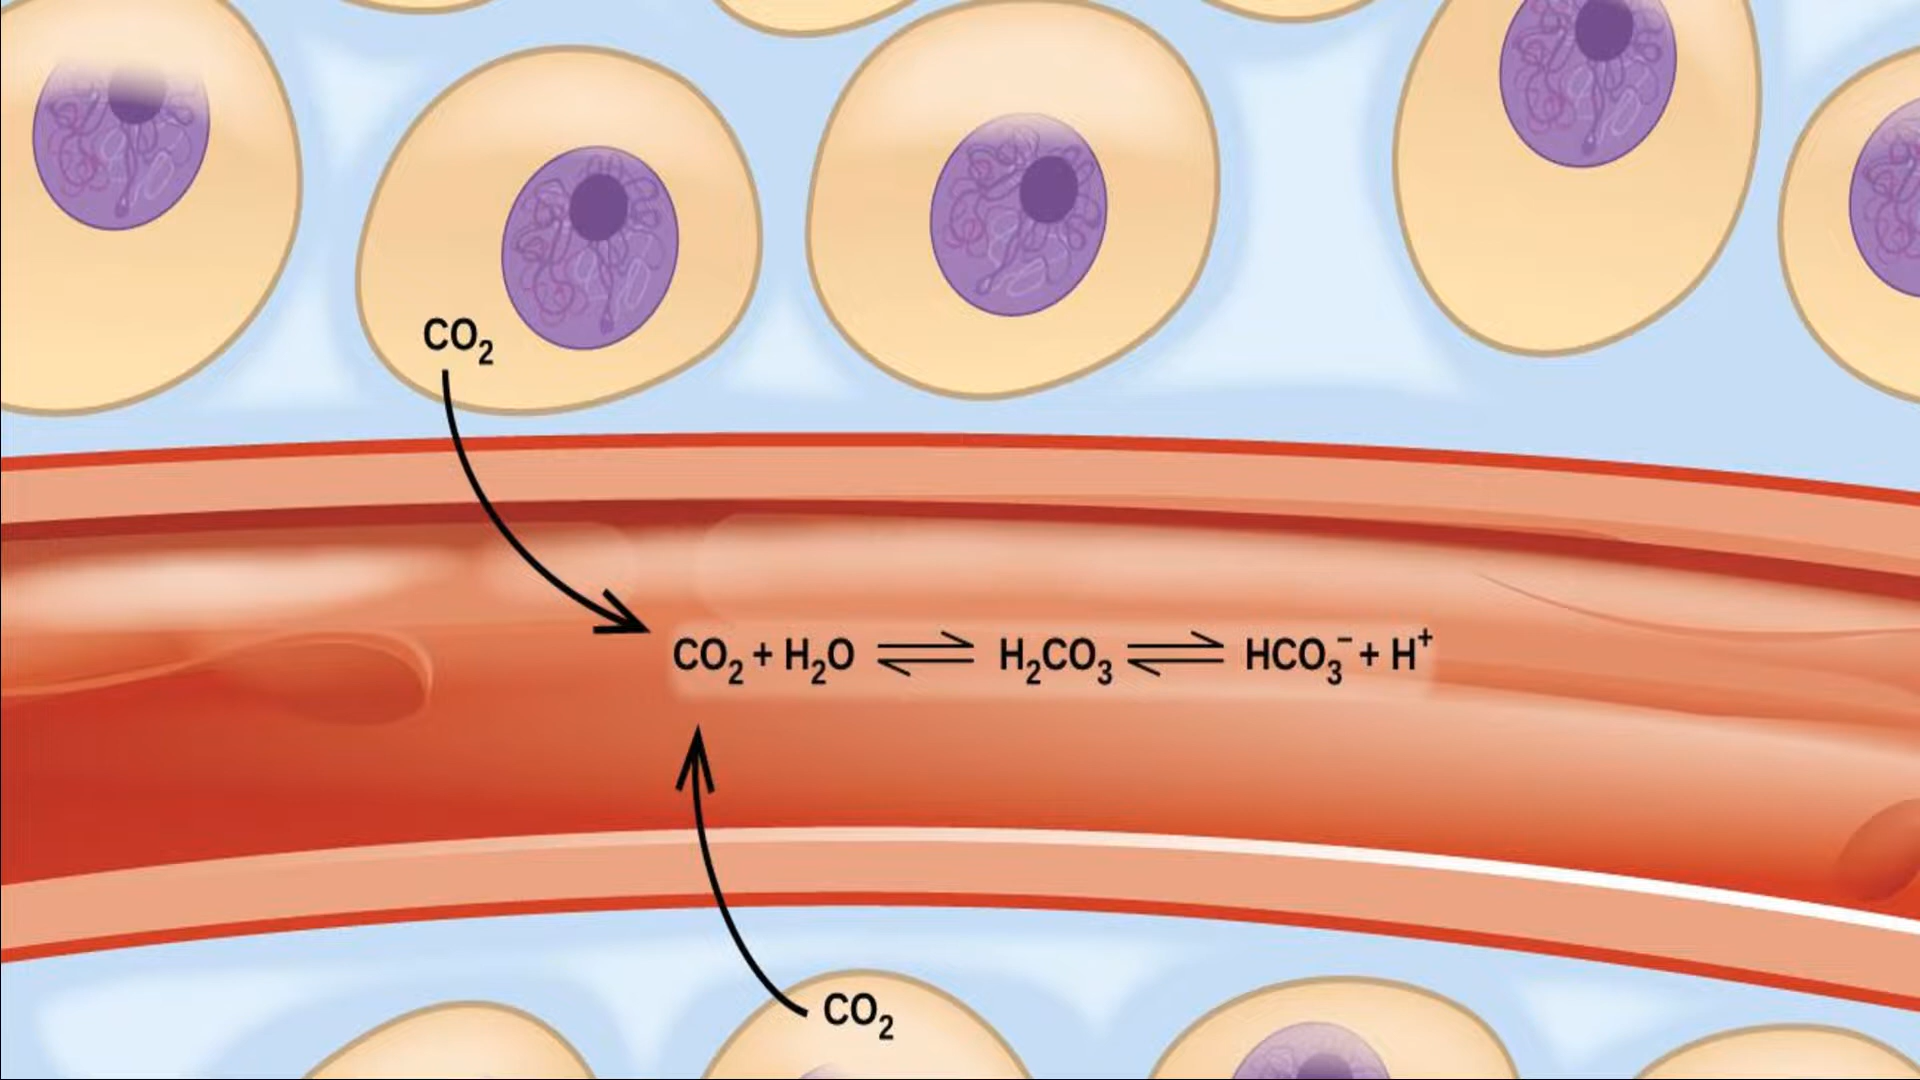 CO₂
CO₂ + H₂O ⇌ H₂CO₃ ⇌ HCO₃⁻ + H⁺
CO₂